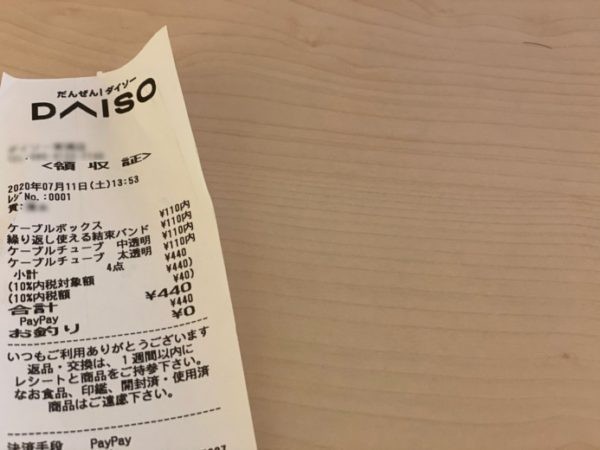 だんぜん!ダイソー
DAISO
<領収証>
2020年07月11日(土)13:53
レジNo.:0001
責:
ケーブルボックス ¥110内
繰り返し使える結束バンド ¥110内
ケーブルチューブ 中透明 ¥110内
ケーブルチューブ 太透明 ¥110内
小計 4点 ¥440
(10%内税対象額 ¥440)
(10%内税額 ¥40)
合計 ¥440
PayPay ¥440
お釣り ¥0
いつもご利用ありがとうございます
返品・交換は、1週間以内に
レシートと商品をご持参下さい。
なお食品、印鑑、開封済・使用済
商品はご遠慮下さい。
決済手段 PayPay